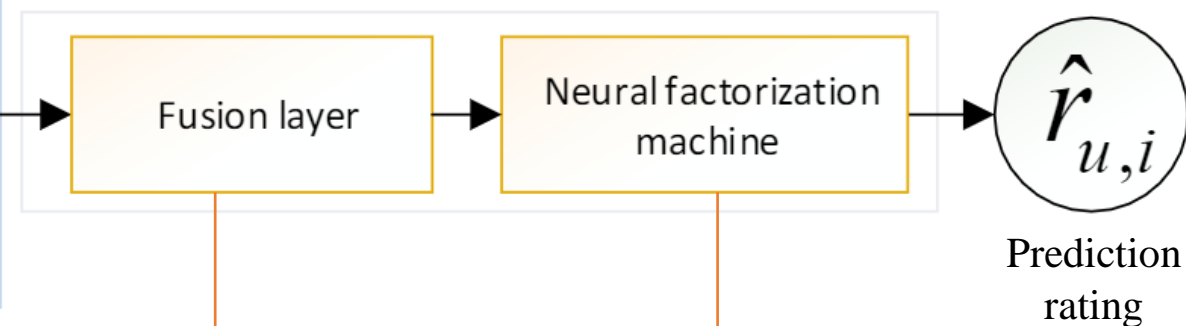 Fusion layer
Neural factorization
machine
r̂u,i
Prediction
rating